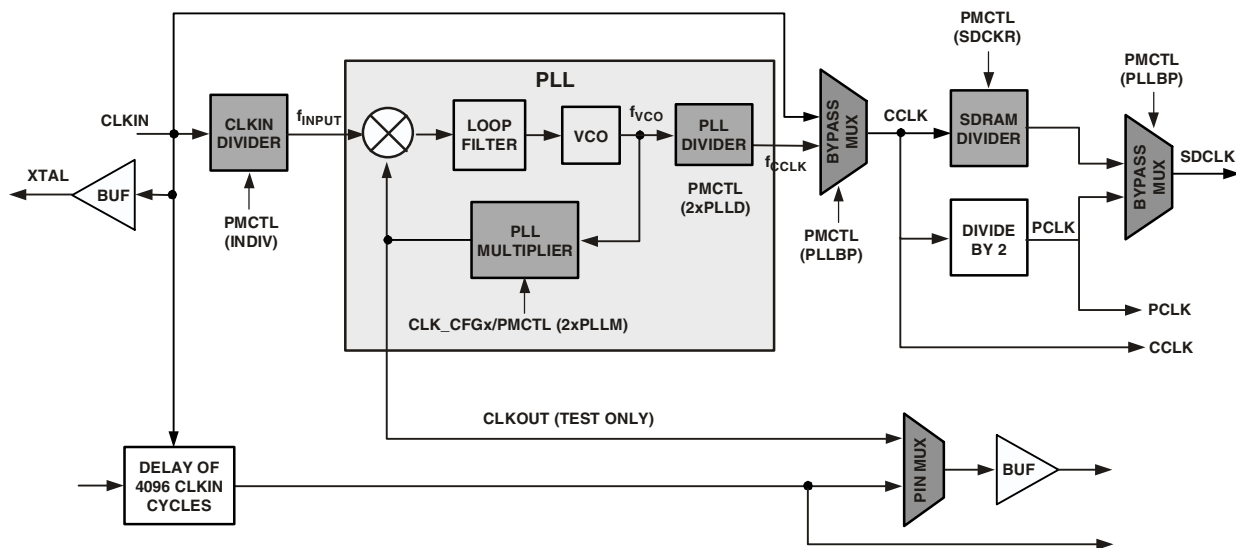 PMCTL
(SDCKR)
PLL
PMCTL
(PLLBP)
CLKIN
CLKIN
DIVIDER
fINPUT
LOOP
FILTER
VCO
fVCO
PLL
DIVIDER
fCCLK
BYPASS
MUX
CCLK
SDRAM
DIVIDER
BYPASS
MUX
SDCLK
XTAL
BUF
PMCTL
(INDIV)
PMCTL
(2xPLLD)
PLL
MULTIPLIER
PMCTL
(PLLBP)
DIVIDE
BY 2
PCLK
CLK_CFGx/PMCTL (2xPLLM)
PCLK
CCLK
CLKOUT (TEST ONLY)
DELAY OF
4096 CLKIN
CYCLES
PIN MUX
BUF